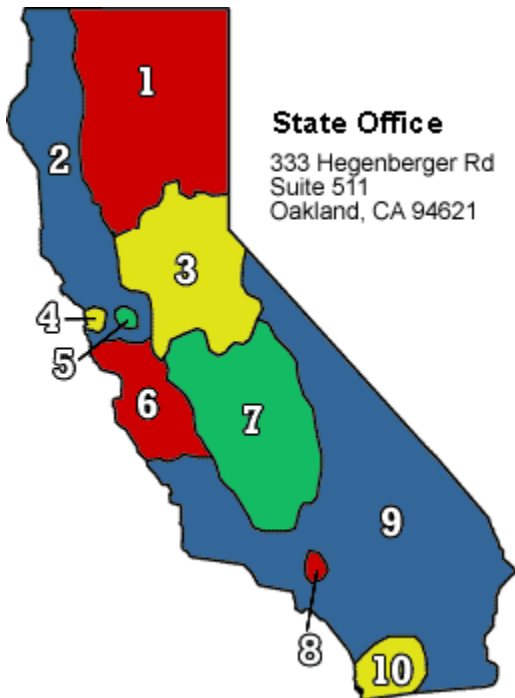 1
2
State Office
333 Hegenberger Rd
Suite 511
Oakland, CA 94621
3
4
5
6
7
9
8
10